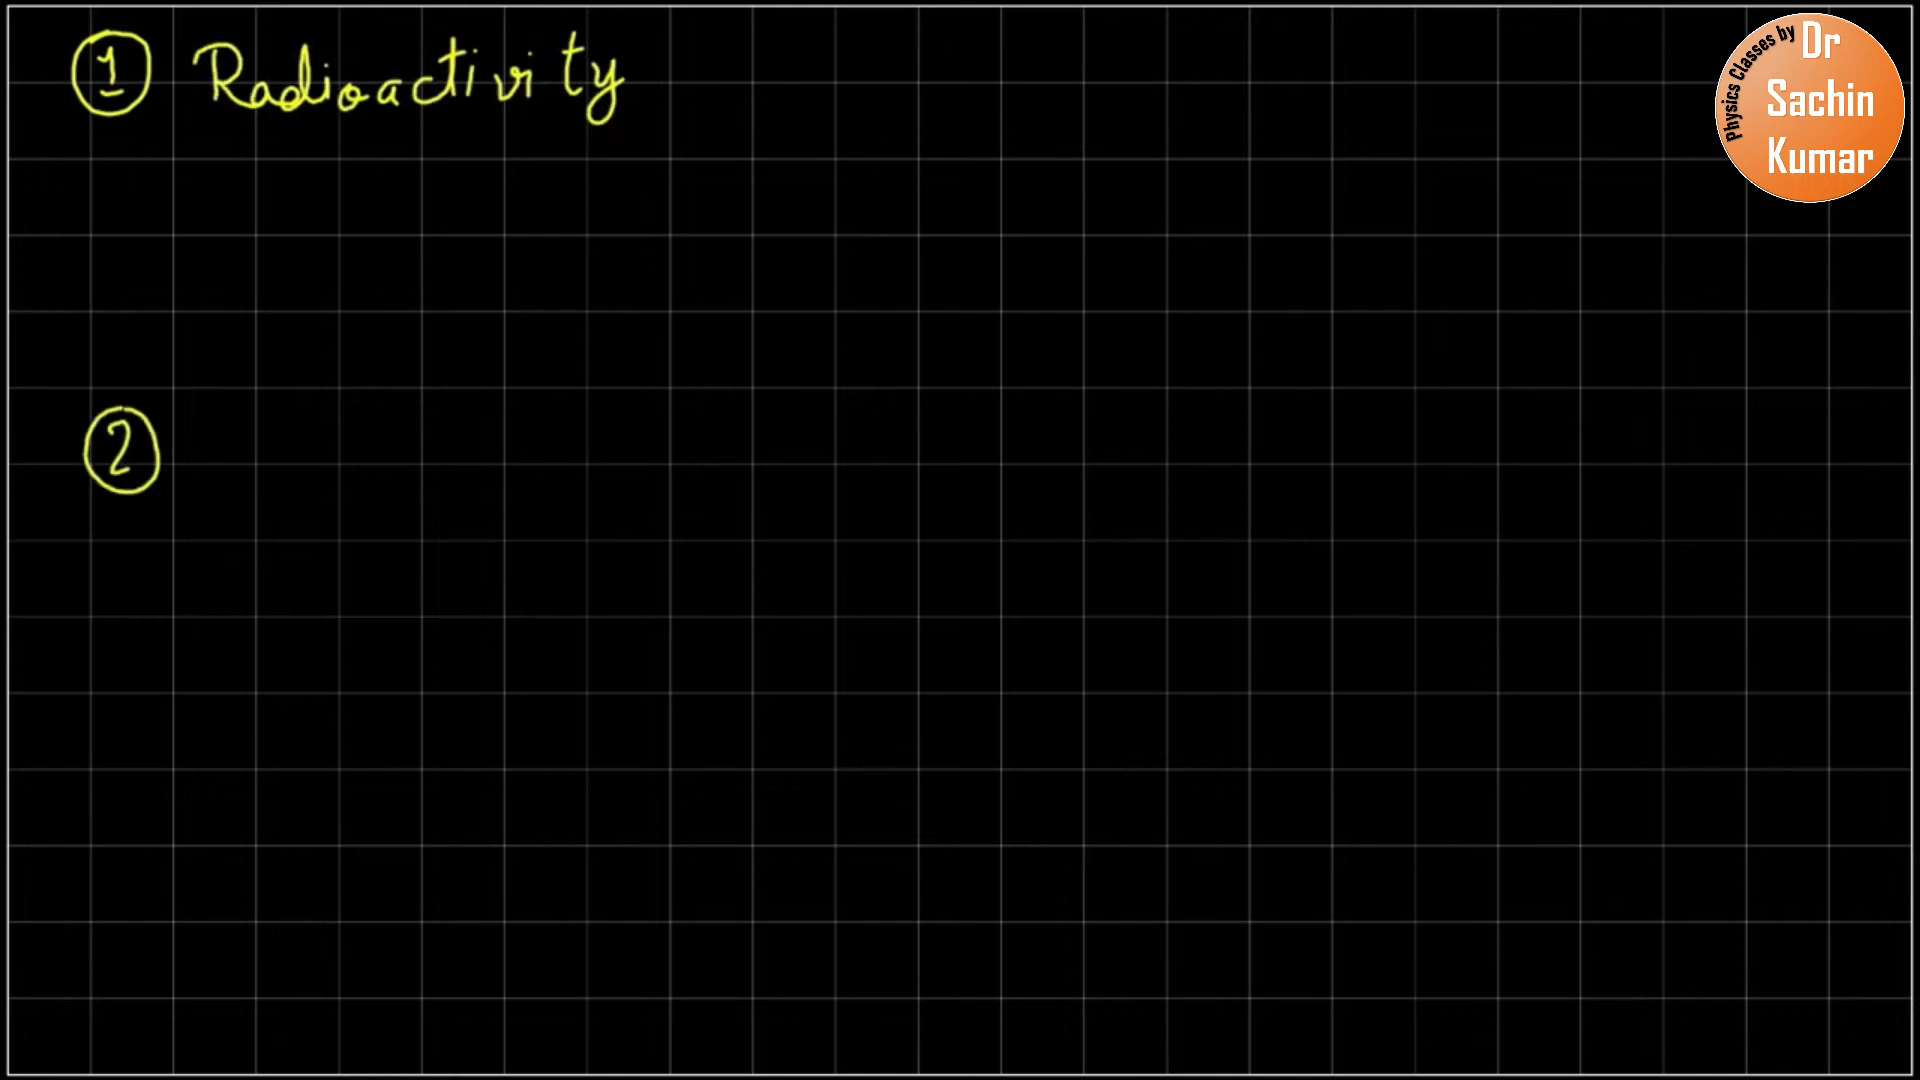 ① Radioactivity
②
Physics Classes by
Dr
Sachin
Kumar